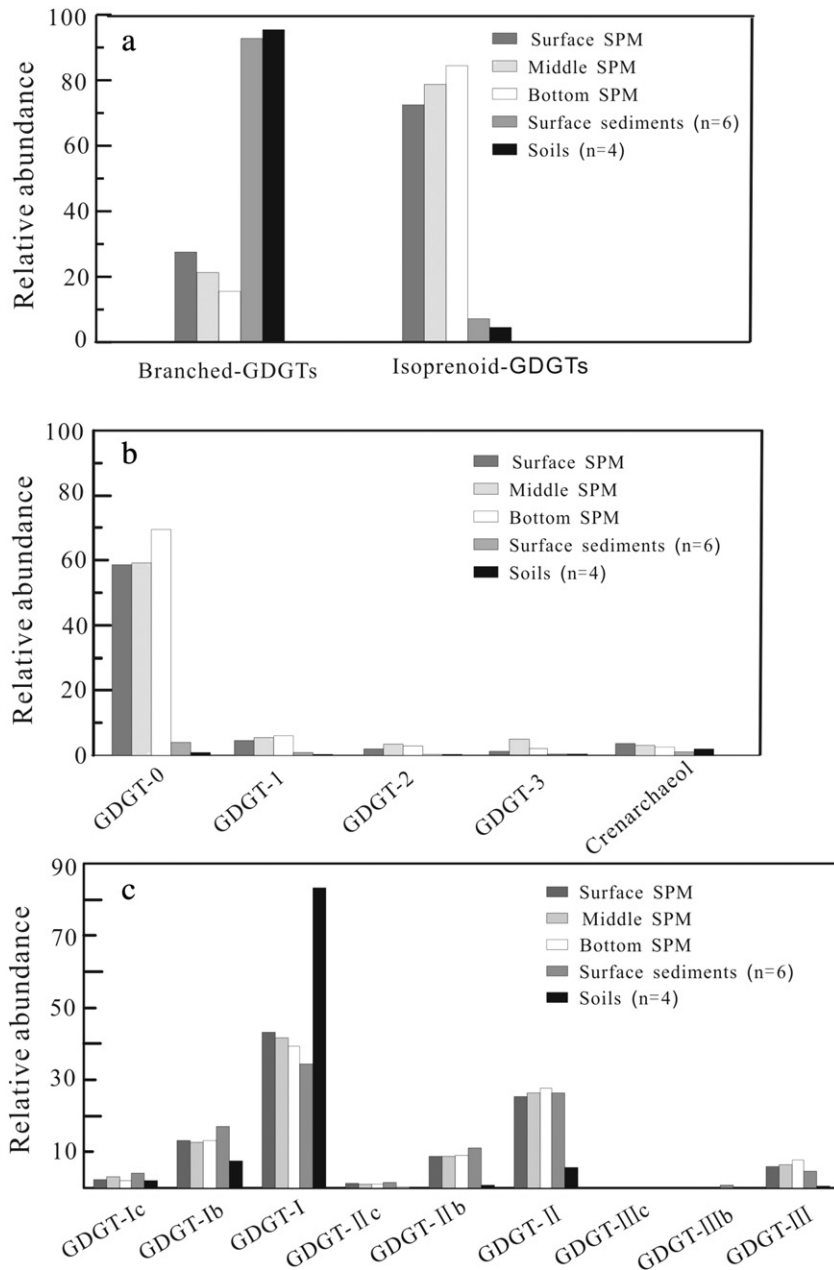 a
100
80
60
40
20
0
Relative abundance
Surface SPM
Middle SPM
Bottom SPM
Surface sediments (n=6)
Soils (n=4)
Branched-GDGTs
Isoprenoid-GDGTs
b
100
80
60
40
20
0
Relative abundance
Surface SPM
Middle SPM
Bottom SPM
Surface sediments (n=6)
Soils (n=4)
GDGT-0
GDGT-1
GDGT-2
GDGT-3
Crenarchaeol
c
90
70
50
30
10
Relative abundance
Surface SPM
Middle SPM
Bottom SPM
Surface sediments (n=6)
Soils (n=4)
GDGT-Ic
GDGT-Ib
GDGT-I
GDGT-IIc
GDGT-IIb
GDGT-II
GDGT-IIIc
GDGT-IIIb
GDGT-III